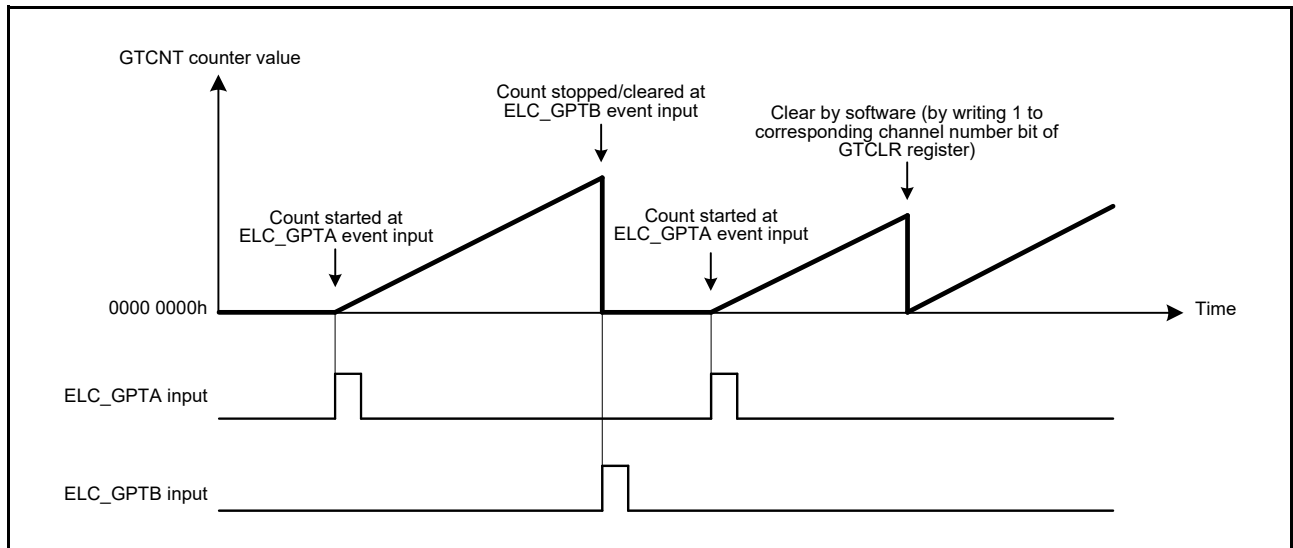 GTCNT counter value
Count stopped/cleared at
ELC_GPTB event input
Clear by software (by writing 1 to
corresponding channel number bit of
GTCLR register)
Count started at
ELC_GPTA event input
Count started at
ELC_GPTA event input
0000 0000h
Time
ELC_GPTA input
ELC_GPTB input